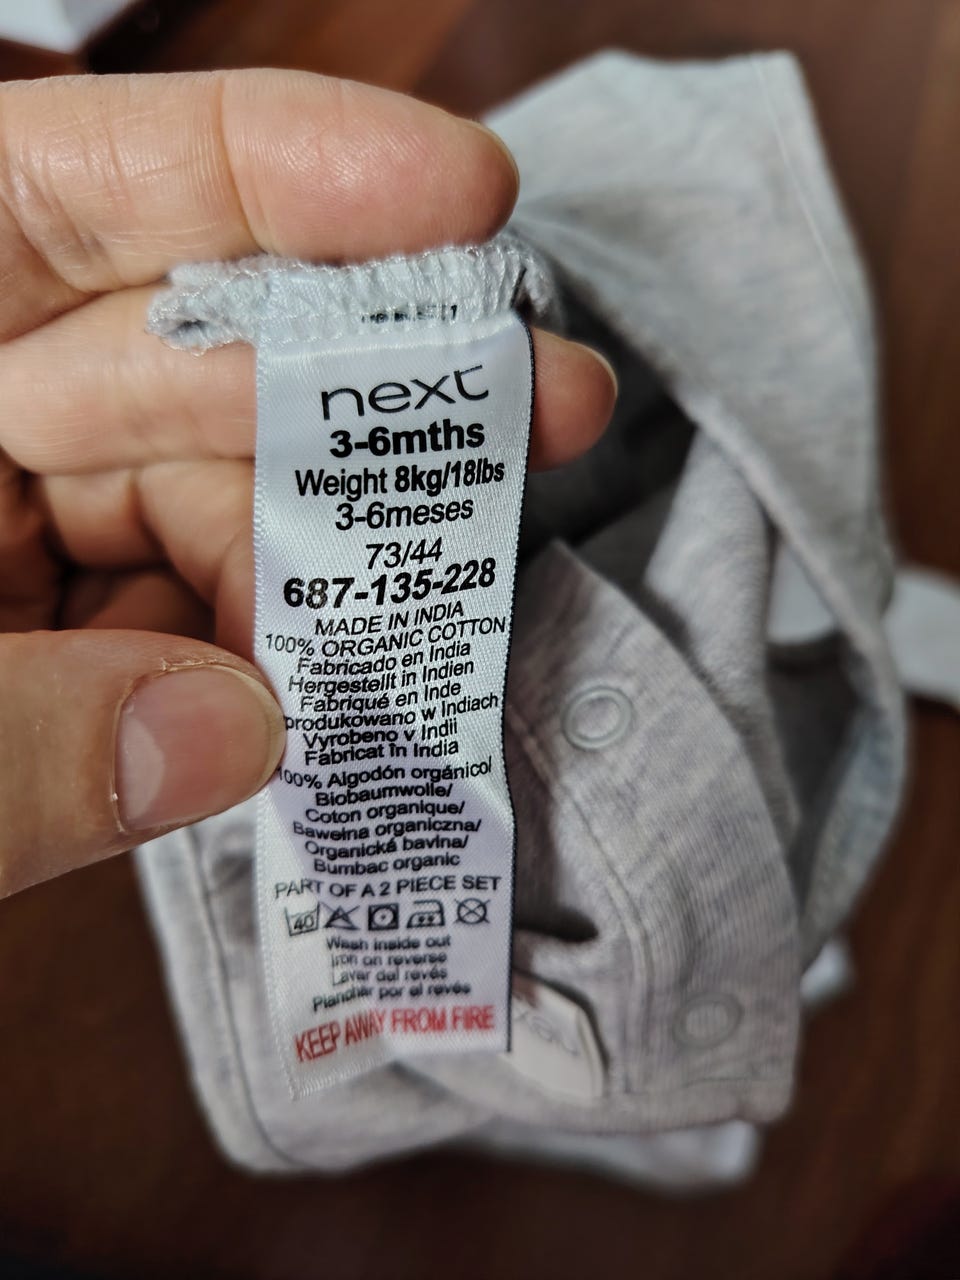 next
3-6mths
Weight 8kg/18lbs
3-6meses
73/44
687-135-228
MADE IN INDIA
100% ORGANIC COTTON
Fabricado en India
Hergestellt in Indien
Fabriqué en Inde
produkowano w Indiach
Vyrobeno v Indii
Fabricat în India
100% Algodón orgánicol
Biobaumwolle/
Coton organique/
Bawełna organiczna/
Organická bavlna/
Bumbac organic
PART OF A 2 PIECE SET
40
Wash inside out
Iron on reverse
Lavar del revés
Planchar por el revés
KEEP AWAY FROM FIRE